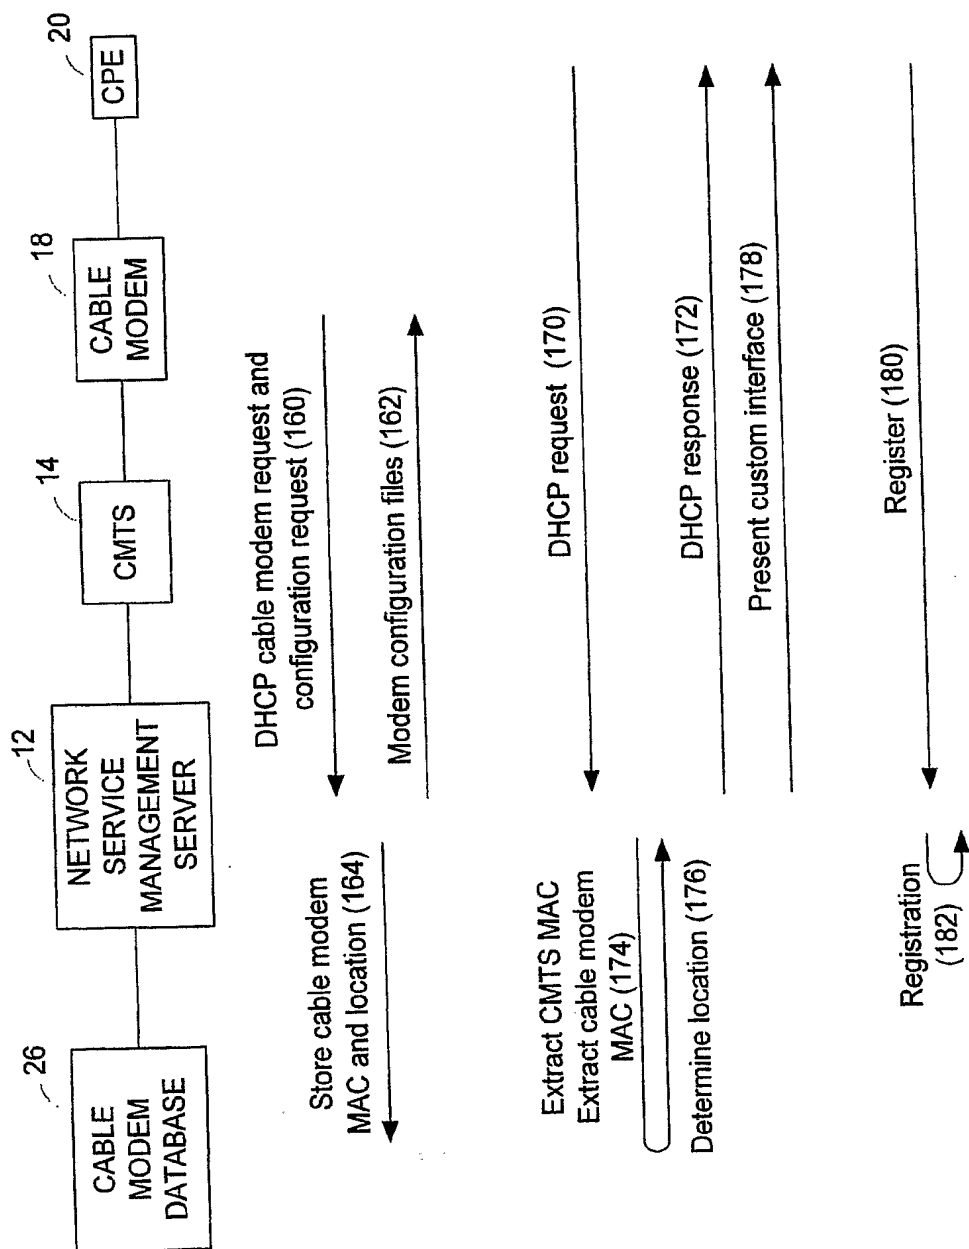 26
CABLE
MODEM
DATABASE
12
NETWORK
SERVICE
MANAGEMENT
SERVER
14
CMTS
18
CABLE
MODEM
20
CPE
DHCP cable modem request and
configuration request (160)
Modem configuration files (162)
Store cable modem
MAC and location (164)
DHCP request (170)
DHCP response (172)
Extract CMTS MAC
Extract cable modem
MAC (174)
Determine location (176)
Present custom interface (178)
Register (180)
Registration
(182)